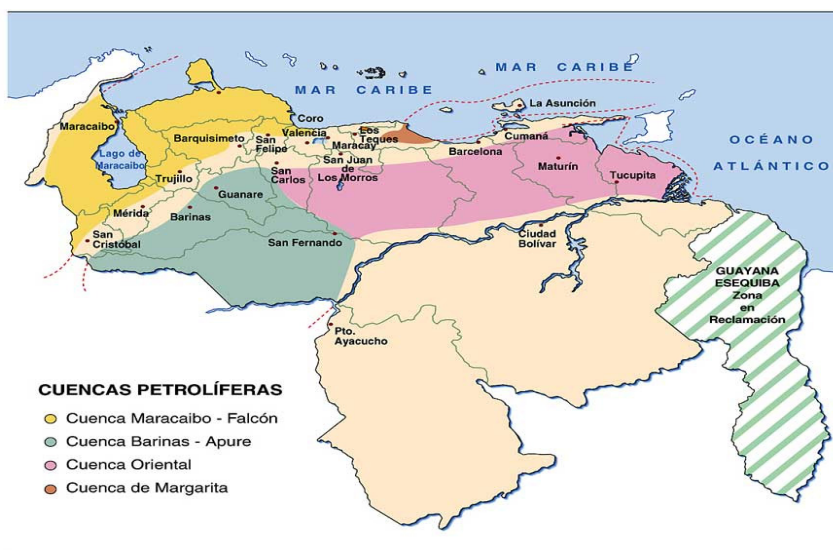 MAR CARIBE
MAR CARIBE
OCÉANO
ATLÁNTICO
La Asunción
Coro
Maracaibo
Lago de
Maracaibo
Barquisimeto
San
Felipe
Valencia
Los
Teques
Maracay
San Juan
de
Los Morros
Barcelona
Cumaná
Maturín
Tucupita
Trujillo
San
Carlos
Guanare
Mérida
Barinas
San
Cristóbal
San Fernando
Ciudad
Bolívar
GUAYANA
ESEQUIBA
Zona
en
Reclamación
Pto.
Ayacucho
CUENCAS PETROLÍFERAS
Cuenca Maracaibo - Falcón
Cuenca Barinas - Apure
Cuenca Oriental
Cuenca de Margarita